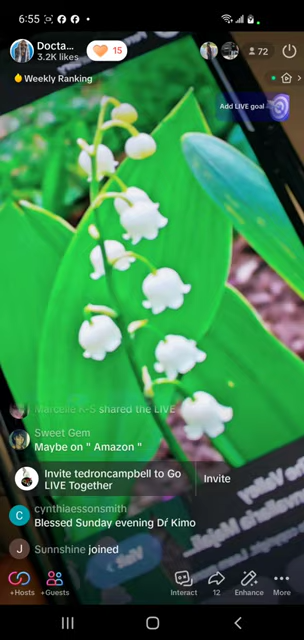 6:55
Docta...
3.2K likes
15
72
Weekly Ranking
Add LIVE goal
Marcelle K-S shared the LIVE
Sweet Gem
Maybe on " Amazon "
Invite tedroncampbell to Go
LIVE Together
Invite
C
cynthiaessonsmith
Blessed Sunday evening Dŕ Kimo
J
Sunnshine joined
+Hosts
+Guests
Interact
12
Enhance
More